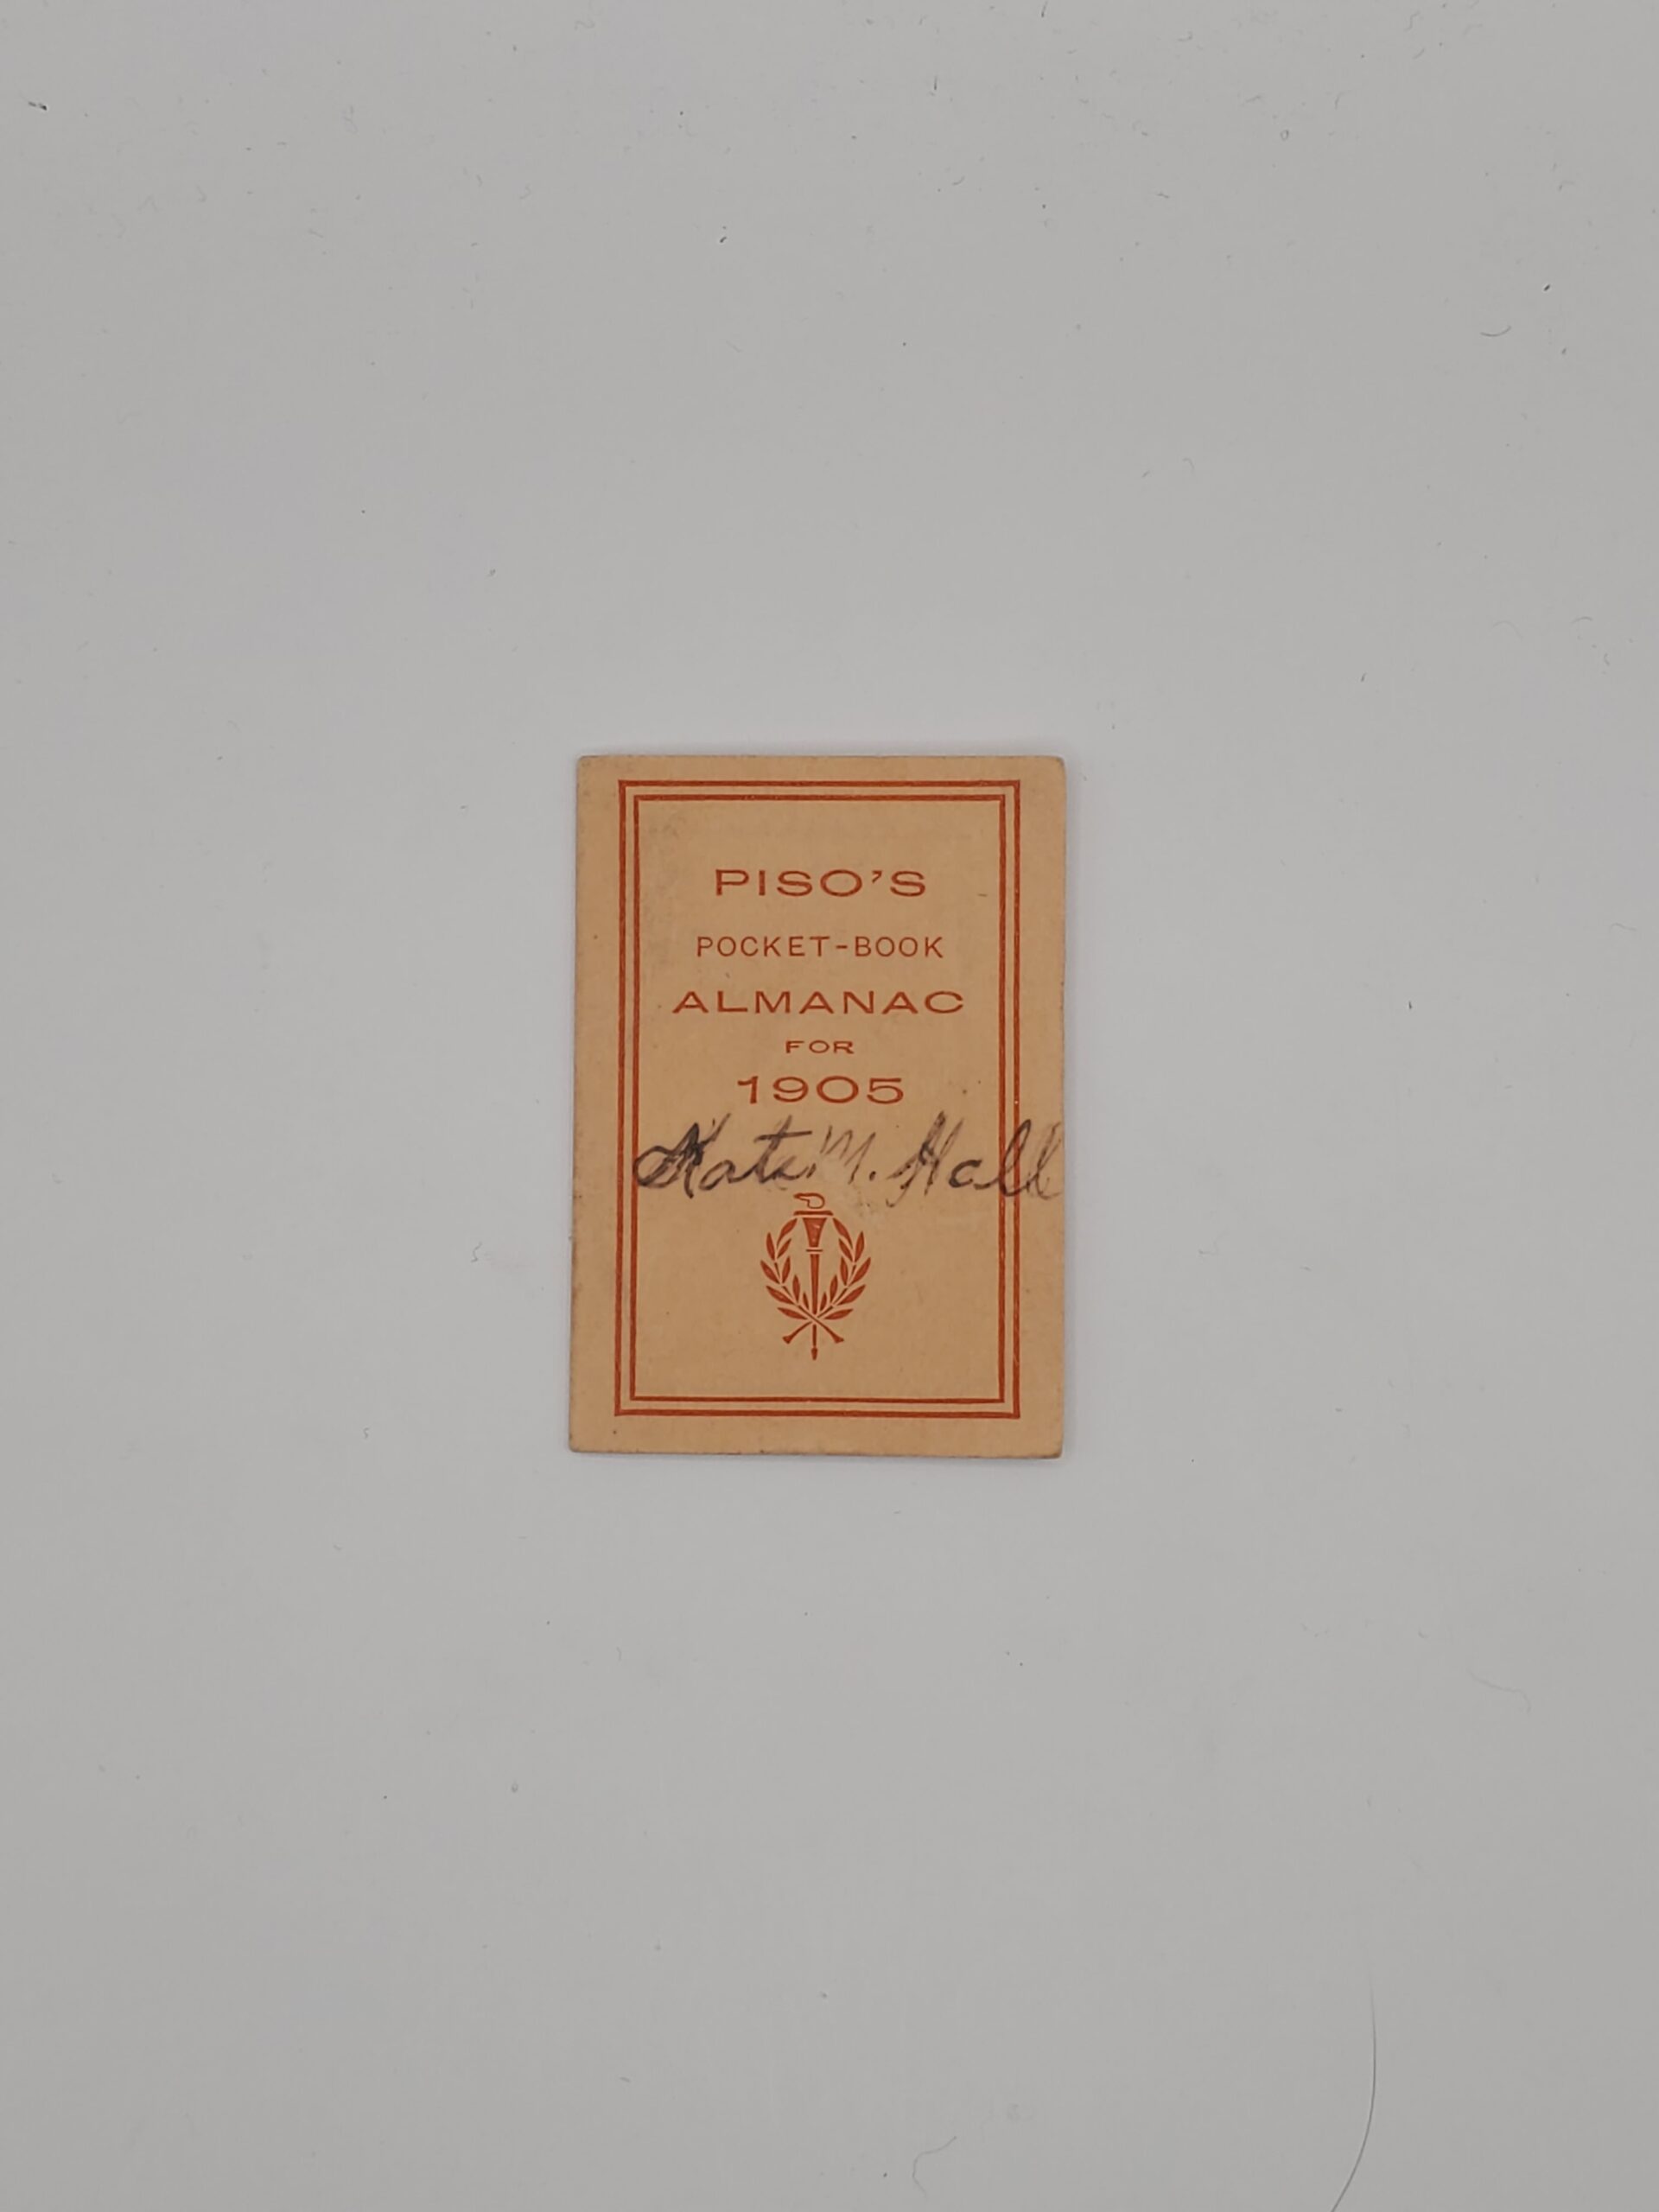 PISO'S
POCKET-BOOK
ALMANAC
FOR
1905
Kate M. Hall